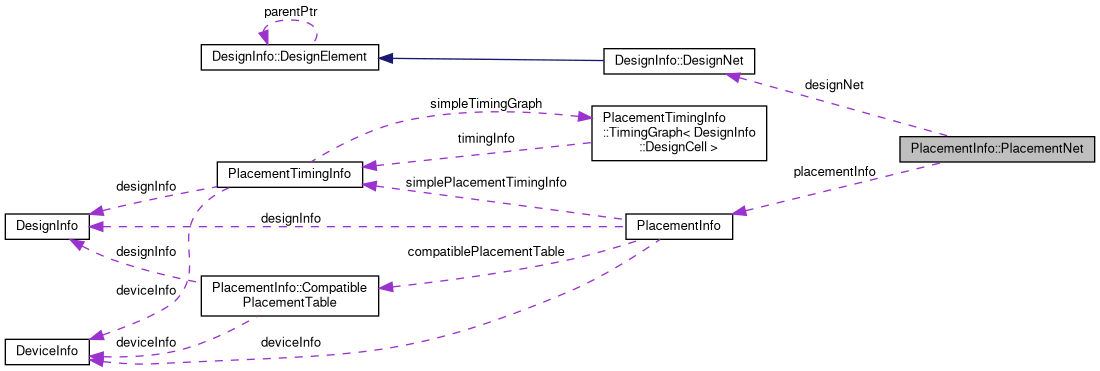 parentPtr
DesignInfo::DesignElement
DesignInfo::DesignNet
designNet
simpleTimingGraph
PlacementTimingInfo
::TimingGraph< DesignInfo
::DesignCell >
timingInfo
PlacementInfo::PlacementNet
PlacementTimingInfo
placementInfo
designInfo
simplePlacementTimingInfo
DesignInfo
designInfo
PlacementInfo
designInfo
compatiblePlacementTable
PlacementInfo::Compatible
PlacementTable
deviceInfo
DeviceInfo
deviceInfo
deviceInfo